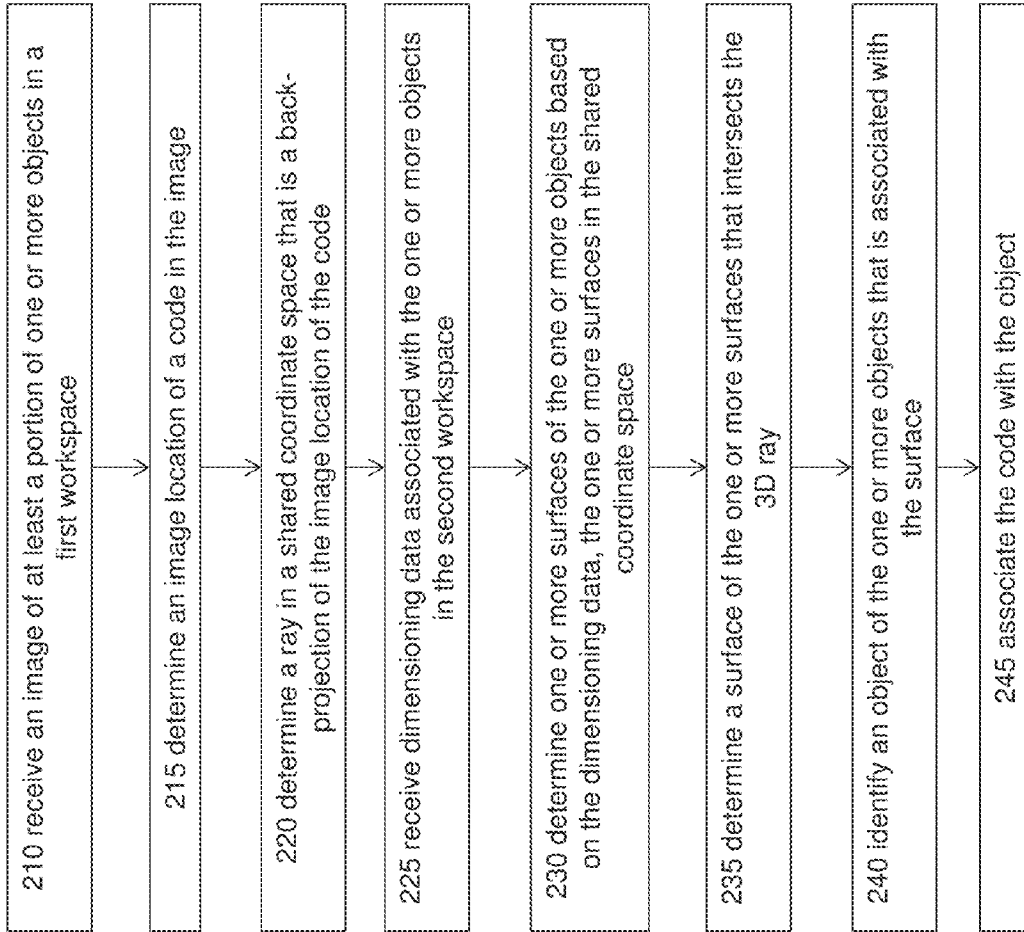 210 receive an image of at least a portion of one or more objects in a
first workspace
215 determine an image location of a code in the image
220 determine a ray in a shared coordinate space that is a back-
projection of the image location of the code
225 receive dimensioning data associated with the one or more objects
in the second workspace
230 determine one or more surfaces of the one or more objects based
on the dimensioning data, the one or more surfaces in the shared
coordinate space
235 determine a surface of the one or more surfaces that intersects the
3D ray
240 identify an object of the one or more objects that is associated with
the surface
245 associate the code with the object